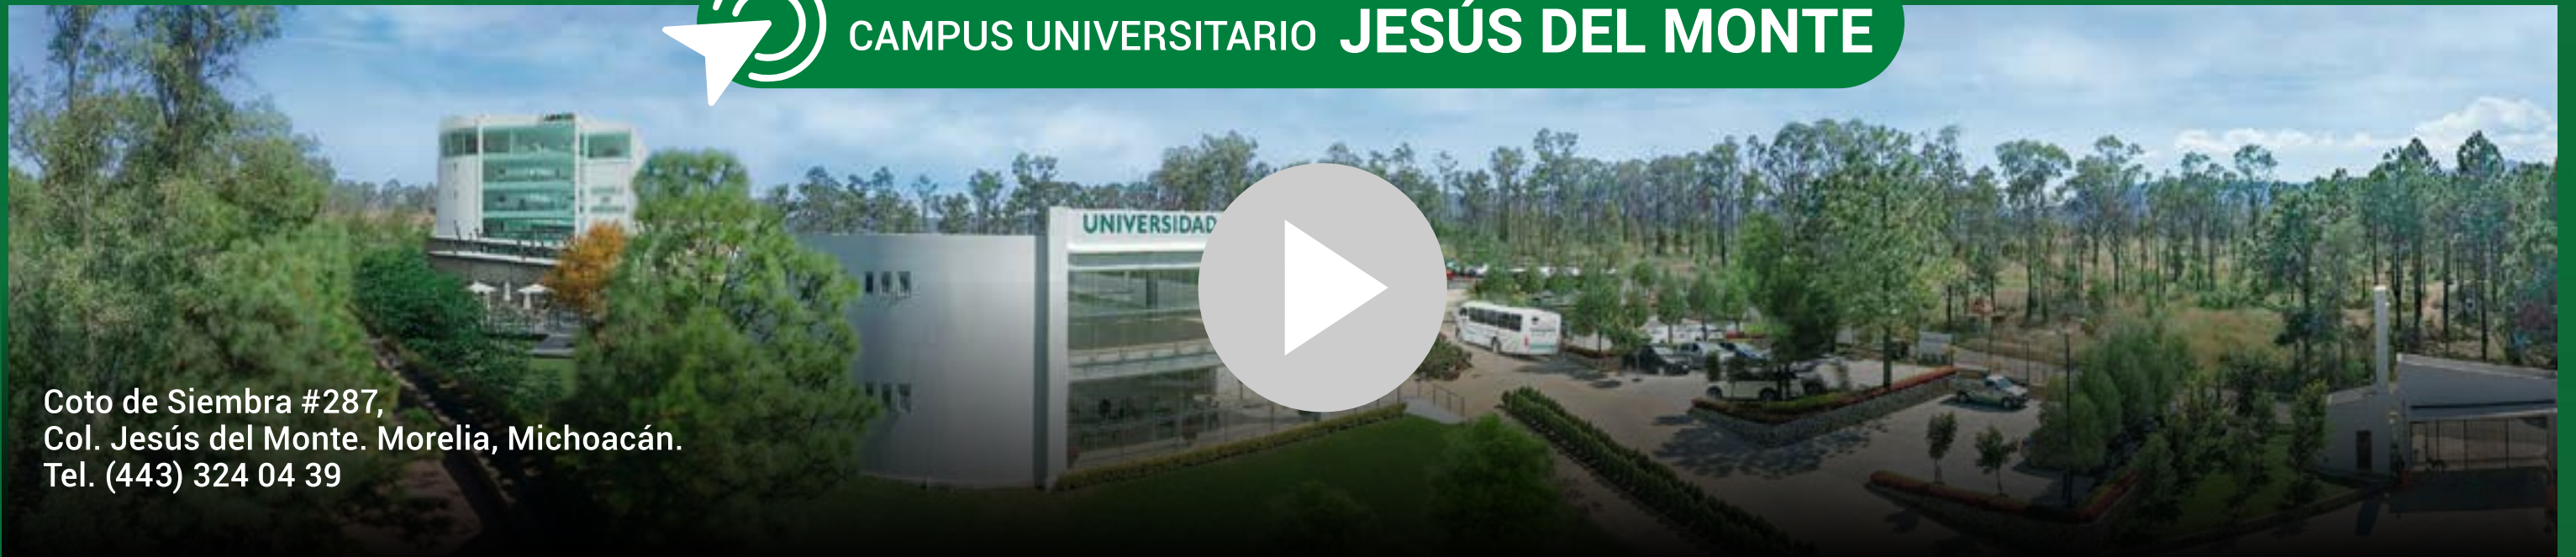 CAMPUS UNIVERSITARIO JESÚS DEL MONTE
UNIVERSIDAD
Coto de Siembra #287,
Col. Jesús del Monte. Morelia, Michoacán.
Tel. (443) 324 04 39